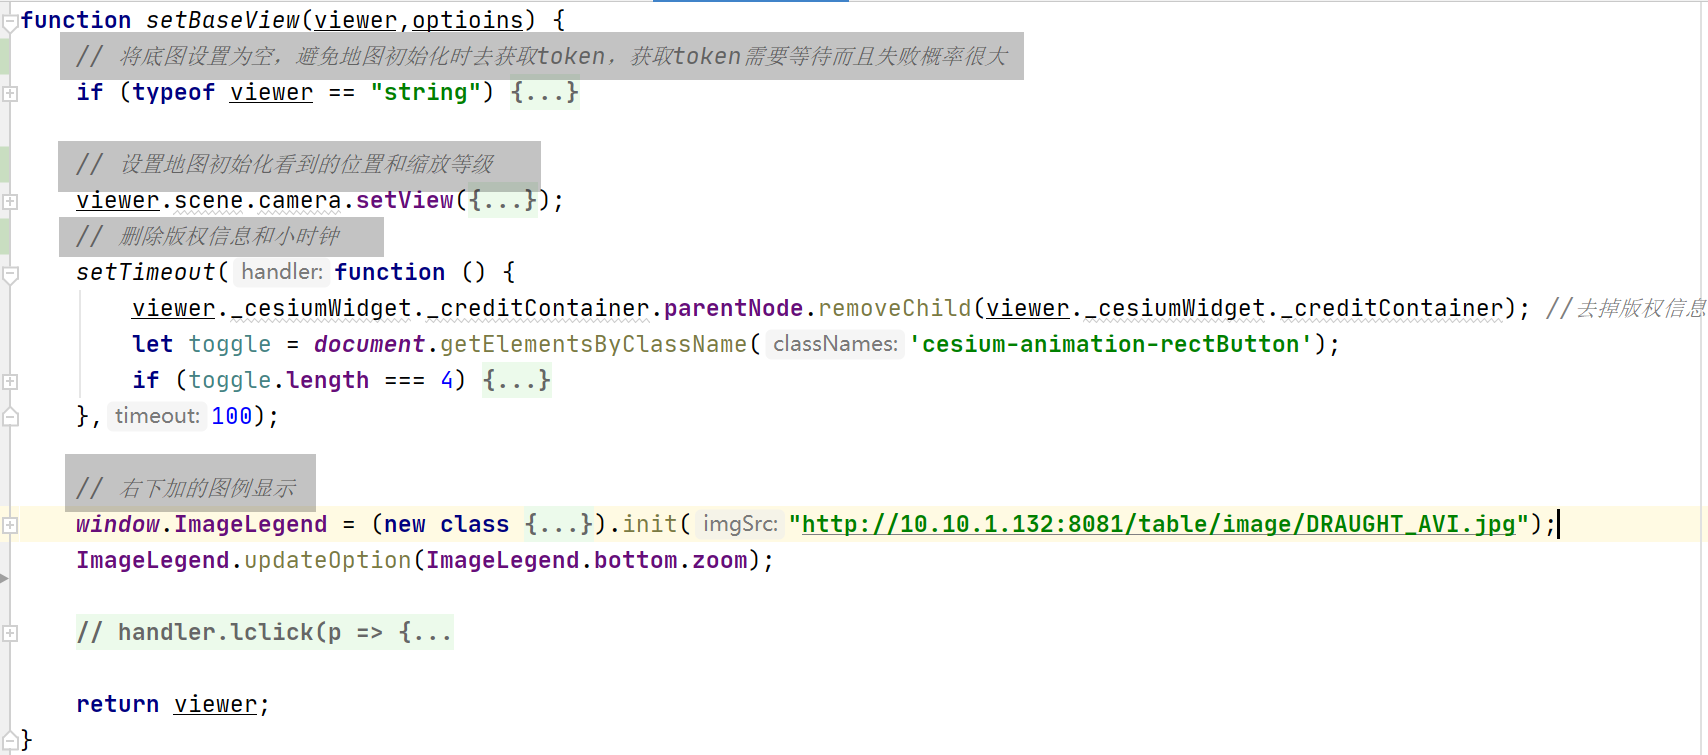 function setBaseView(viewer,optioins) {
// 将底图设置为空，避免地图初始化时去获取token，获取token需要等待而且失败概率很大
if (typeof viewer == "string") {...}
// 设置地图初始化看到的位置和缩放等级
viewer.scene.camera.setView({...});
// 删除版权信息和小时钟
setTimeout( handler: function () {
viewer._cesiumWidget._creditContainer.parentNode.removeChild(viewer._cesiumWidget._creditContainer); //去掉版权信息
let toggle = document.getElementsByClassName( classNames: 'cesium-animation-rectButton');
if (toggle.length === 4) {...}
}, timeout: 100);
// 右下加的图例显示
window.ImageLegend = (new class {...}).init( imgSrc: "http://10.10.1.132:8081/table/image/DRAUGHT_AVI.jpg");
ImageLegend.updateOption(ImageLegend.bottom.zoom);
// handler.lclick(p => {...
return viewer;
}